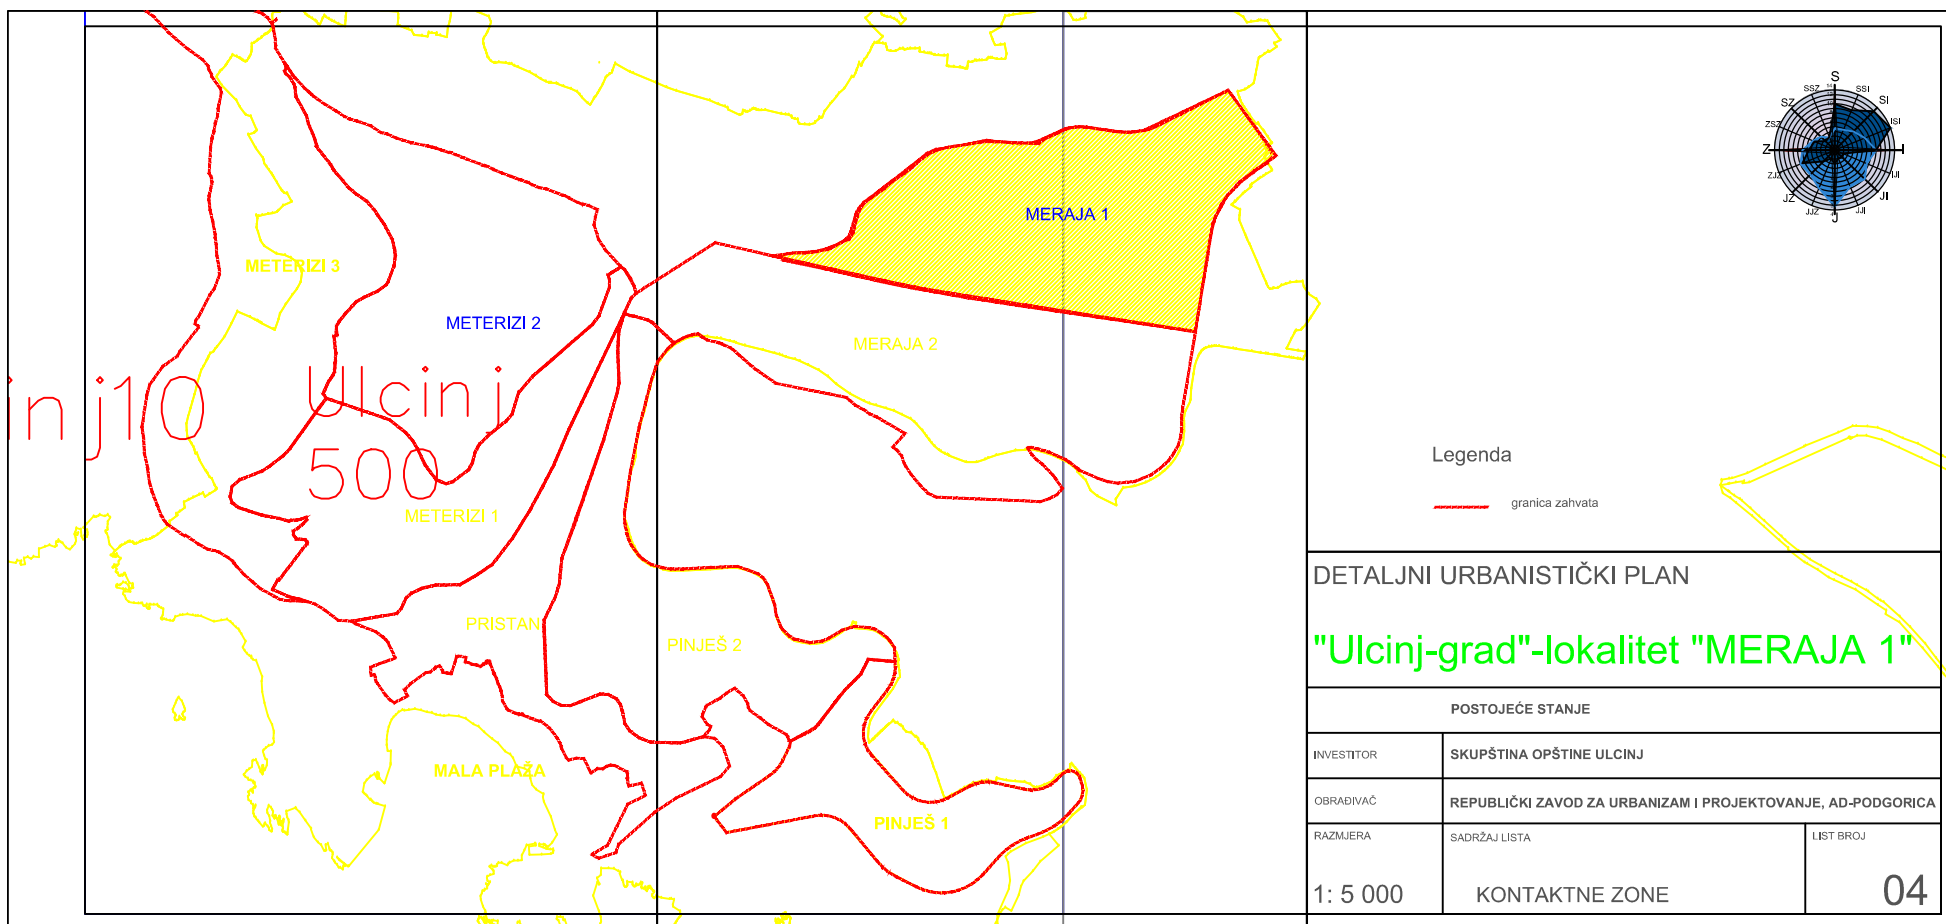 METERIZI 3
METERIZI 2
MERAJA 1
MERAJA 2
inj10
Ulcinj
500
METERIZI 1
PRISTAN
PINJEŠ 2
MALA PLAŽA
PINJEŠ 1
S
SSZ
SSI
SZ
SI
ZSZ
ISI
Z
I
ZJZ
IJI
JZ
JI
JJZ
JJI
J
Legenda
granica zahvata
DETALJNI URBANISTIČKI PLAN
"Ulcinj-grad"-lokalitet "MERAJA 1"
POSTOJEĆE STANJE
INVESTITOR
SKUPŠTINA OPŠTINE ULCINJ
OBRAĐIVAČ
REPUBLIČKI ZAVOD ZA URBANIZAM I PROJEKTOVANJE, AD-PODGORICA
RAZMJERA
SADRŽAJ LISTA
LIST BROJ
1: 5 000
KONTAKTNE ZONE
04